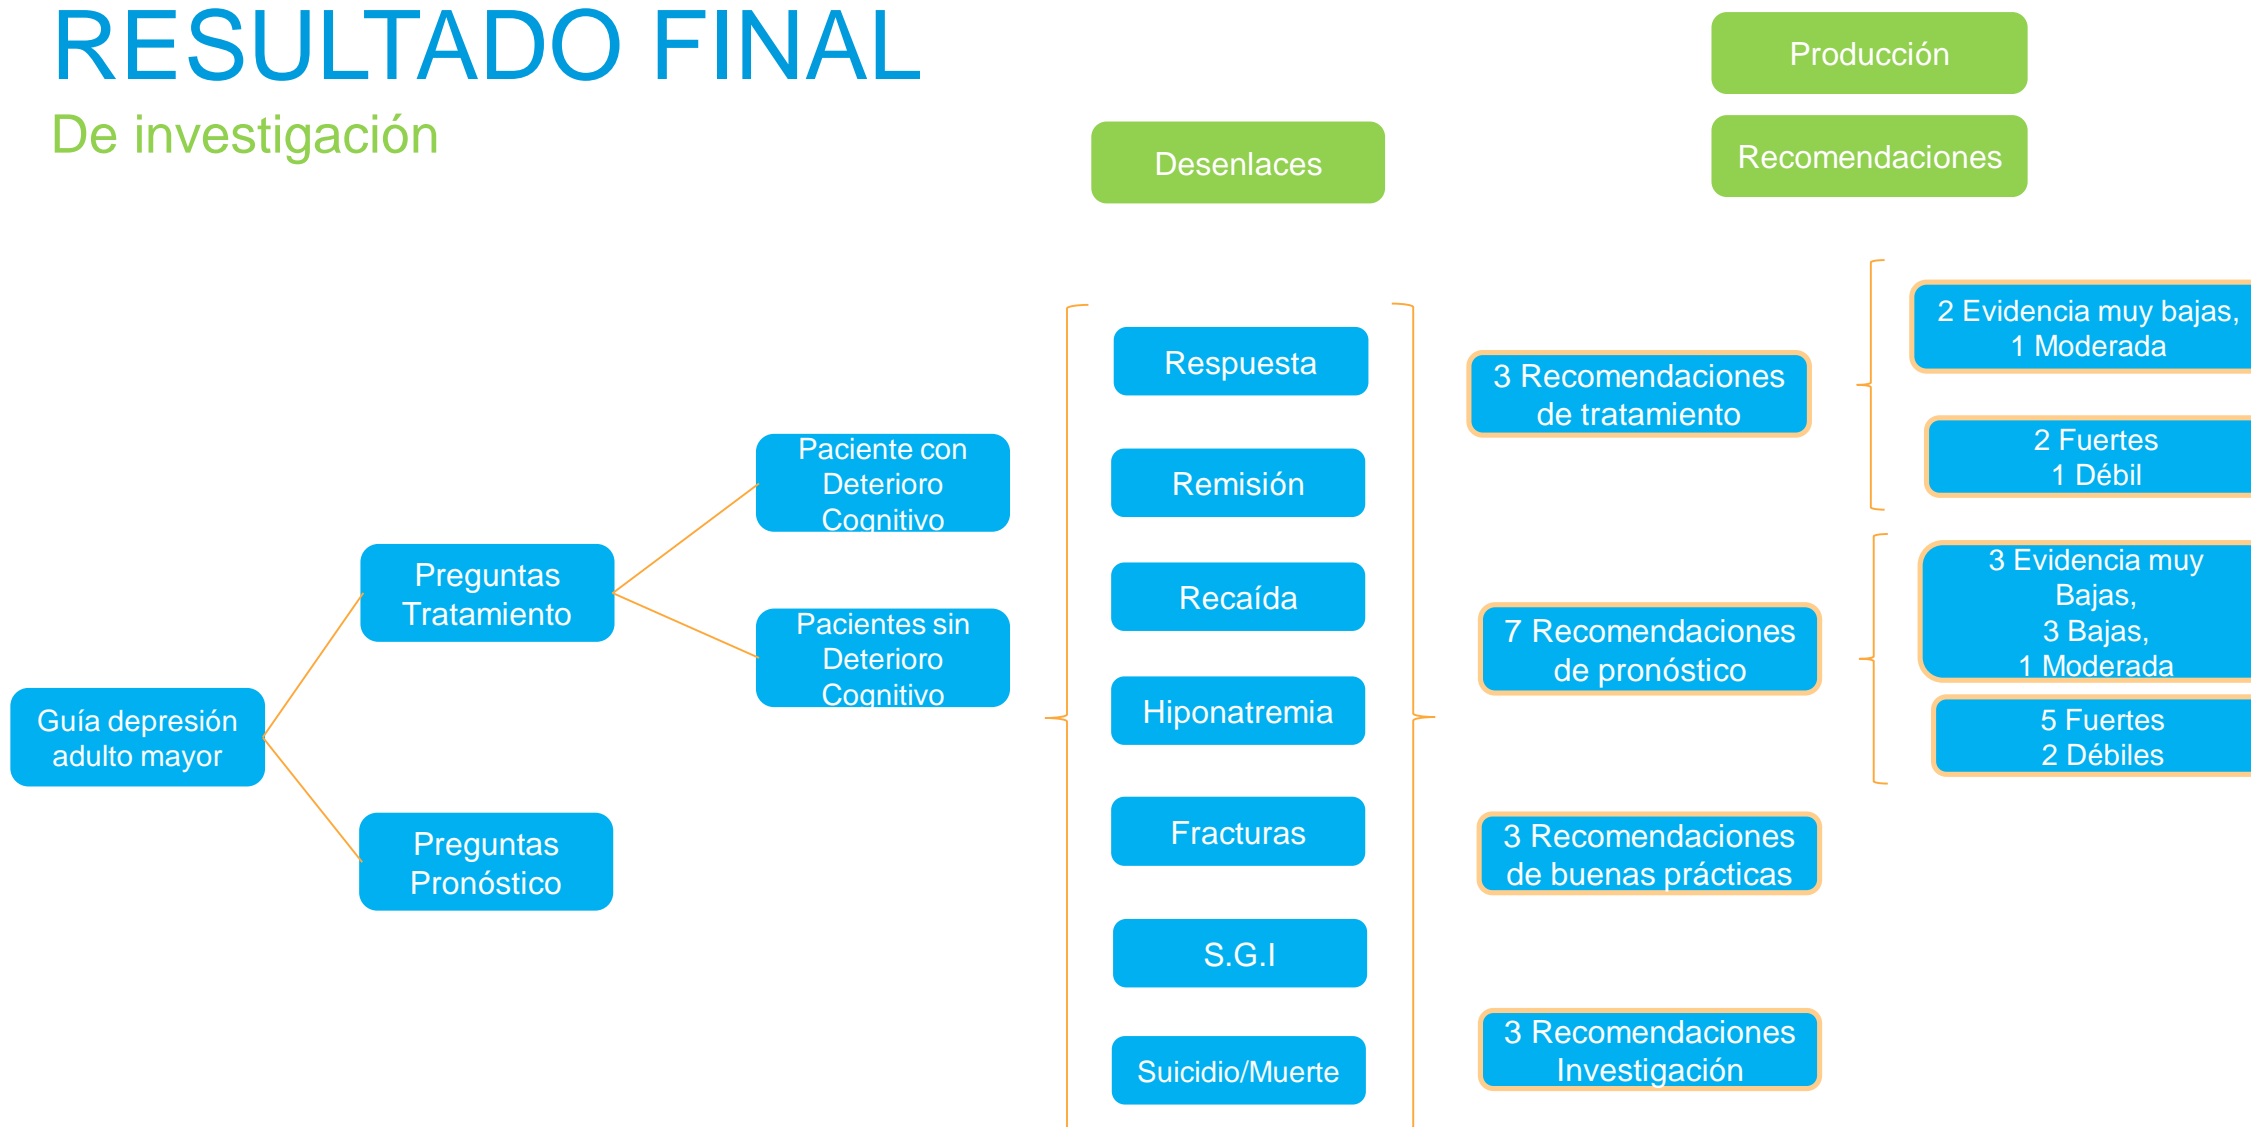 RESULTADO FINAL
De investigación
Producción
Recomendaciones
Desenlaces
Guía depresión
adulto mayor
Preguntas
Tratamiento
Preguntas
Pronóstico
Paciente con
Deterioro
Cognitivo
Pacientes sin
Deterioro
Cognitivo
Respuesta
Remisión
Recaída
Hiponatremia
Fracturas
S.G.I
Suicidio/Muerte
3 Recomendaciones
de tratamiento
7 Recomendaciones
de pronóstico
3 Recomendaciones
de buenas prácticas
3 Recomendaciones
Investigación
2 Evidencia muy bajas,
1 Moderada
2 Fuertes
1 Débil
3 Evidencia muy
Bajas,
3 Bajas,
1 Moderada
5 Fuertes
2 Débiles